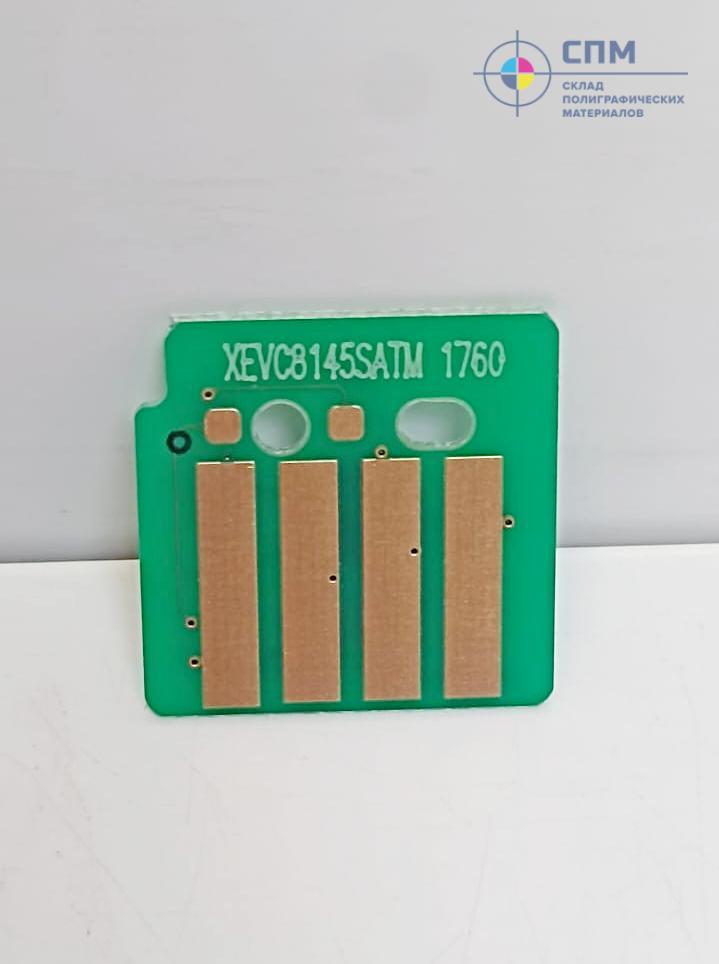 СПМ
СКЛАД
ПОЛИГРАФИЧЕСКИХ
МАТЕРИАЛОВ
XEVC8145SATM 1760